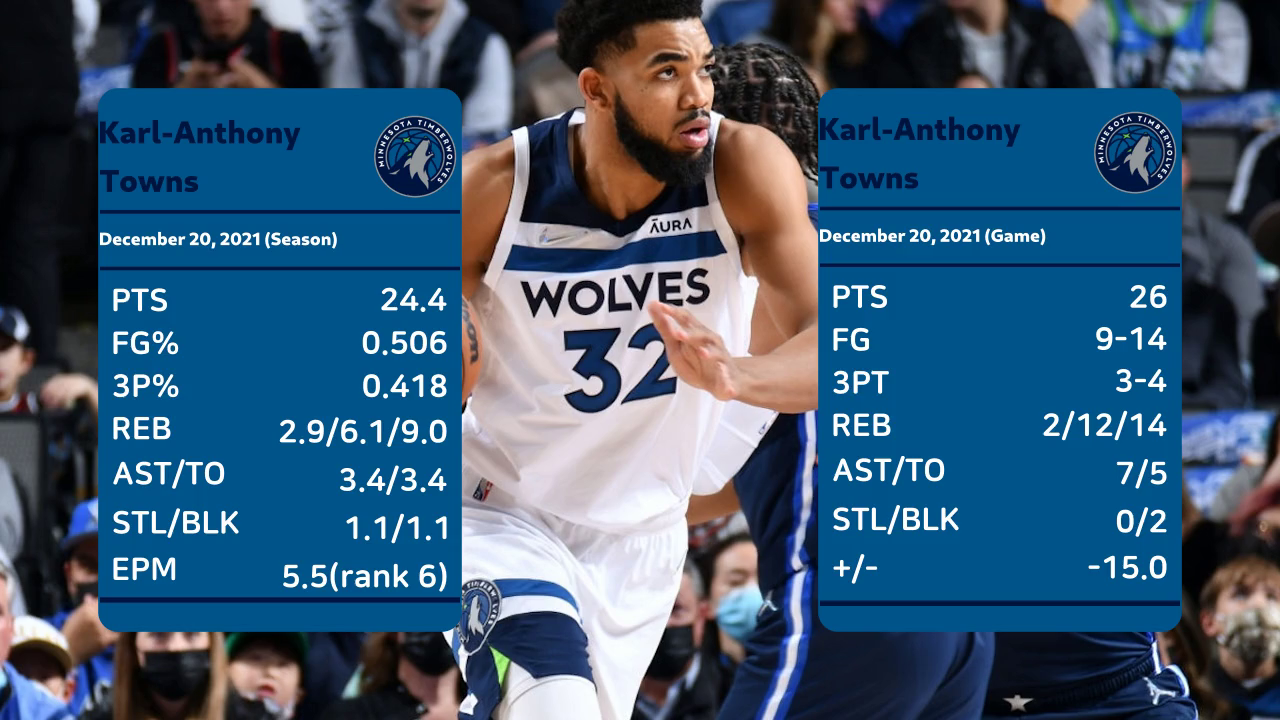 Karl-Anthony
Towns
MINNESOTA TIMBERWOLVES
December 20, 2021 (Season)
PTS 24.4
FG% 0.506
3P% 0.418
REB 2.9/6.1/9.0
AST/TO 3.4/3.4
STL/BLK 1.1/1.1
EPM 5.5(rank 6)
ĀURA
WOLVES
32
Karl-Anthony
Towns
MINNESOTA TIMBERWOLVES
December 20, 2021 (Game)
PTS 26
FG 9-14
3PT 3-4
REB 2/12/14
AST/TO 7/5
STL/BLK 0/2
+/- -15.0